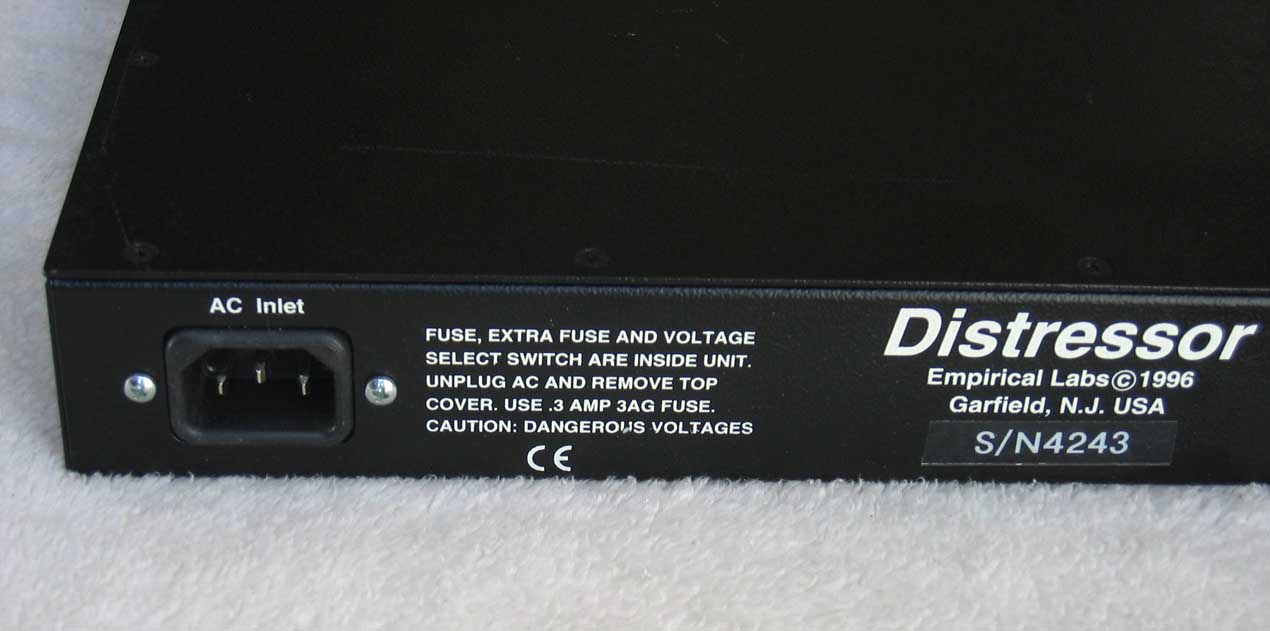 AC Inlet
FUSE, EXTRA FUSE AND VOLTAGE
SELECT SWITCH ARE INSIDE UNIT.
UNPLUG AC AND REMOVE TOP
COVER. USE .3 AMP 3AG FUSE.
CAUTION: DANGEROUS VOLTAGES
CE
Distressor
Empirical Labs©1996
Garfield, N.J. USA
S/N4243